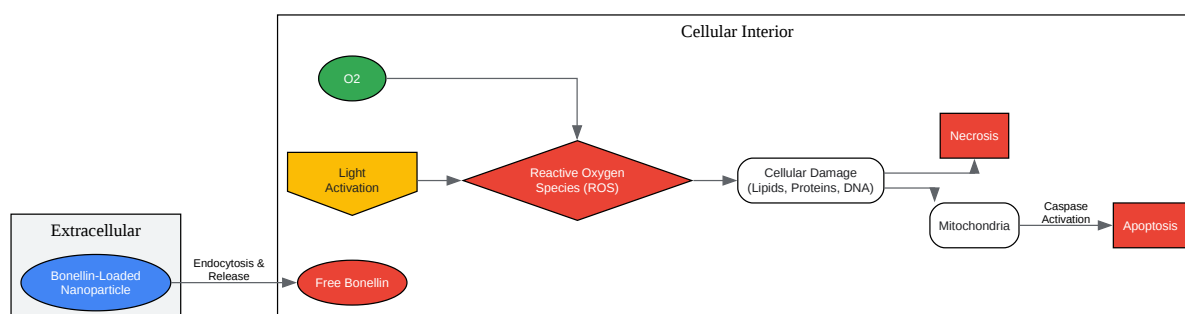 Cellular Interior
O2
Light
Activation
Reactive Oxygen
Species (ROS)
Cellular Damage
(Lipids, Proteins, DNA)
Necrosis
Mitochondria
Caspase
Activation
Apoptosis
Extracellular
Bonellin-Loaded
Nanoparticle
Endocytosis &
Release
Free Bonellin